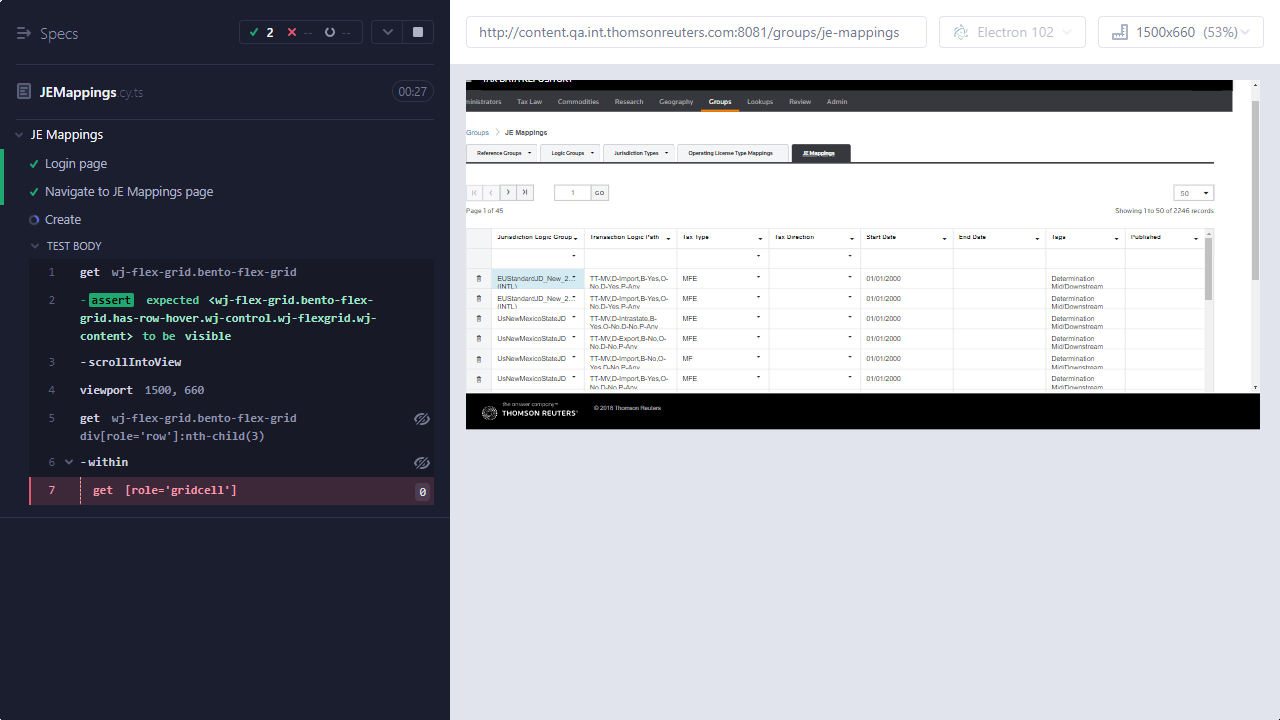 Specs
2 -- --
JEMappings.cy.ts
00:27
JE Mappings
Login page
Navigate to JE Mappings page
Create
TEST BODY
1 get wj-flex-grid.bento-flex-grid
2 -assert expected <wj-flex-grid.bento-flex-
grid.has-row-hover.wj-control.wj-flexgrid.wj-
content> to be visible
3 -scrollIntoView
4 viewport 1500, 660
5 get wj-flex-grid.bento-flex-grid
div[role='row']:nth-child(3)
6 -within
7 get [role='gridcell'] 0
http://content.qa.int.thomsonreuters.com:8081/groups/je-mappings
Electron 102
1500x660 (53%)
TAX DATA REPOSITORY
ministrators Tax Law Commodities Research Geography Groups Lookups Review Admin
Groups > JE Mappings
Reference Groups Logic Groups Jurisdiction Types Operating License Type Mappings JE Mappings
1 GO 50
Page 1 of 45 Showing 1 to 50 of 2246 records
Jurisdiction Logic Group Transaction Logic Path Tax Type Tax Direction Start Date End Date Tags Published
EUStandardJD_New_2... TT-MV,D-Import,B-Yes,O- MFE 01/01/2000 Determination
(INTL) No,D-Yes,P-Any Mid/Downstream
EUStandardJD_New_2... TT-MV,D-Import,B-Yes,O- MFE 01/01/2000 Determination
(INTL) No,D-Yes,P-Any Mid/Downstream
UsNewMexicoStateJD TT-MV,D-Intrastate,B- MFE 01/01/2000 Determination
Yes,O-No,D-No,P-Any Mid/Downstream
UsNewMexicoStateJD TT-MV,D-Export,B-No,O- MFE 01/01/2000 Determination
No,D-No,P-Any Mid/Downstream
UsNewMexicoStateJD TT-MV,D-Import,B-No,O- MF 01/01/2000 Determination
Yes,D-No,P-Any Mid/Downstream
UsNewMexicoStateJD TT-MV,D-Import,B-Yes,O- MFE 01/01/2000 Determination
No,D-No,P-Any Mid/Downstream
the answer company™
THOMSON REUTERS®
© 2018 Thomson Reuters